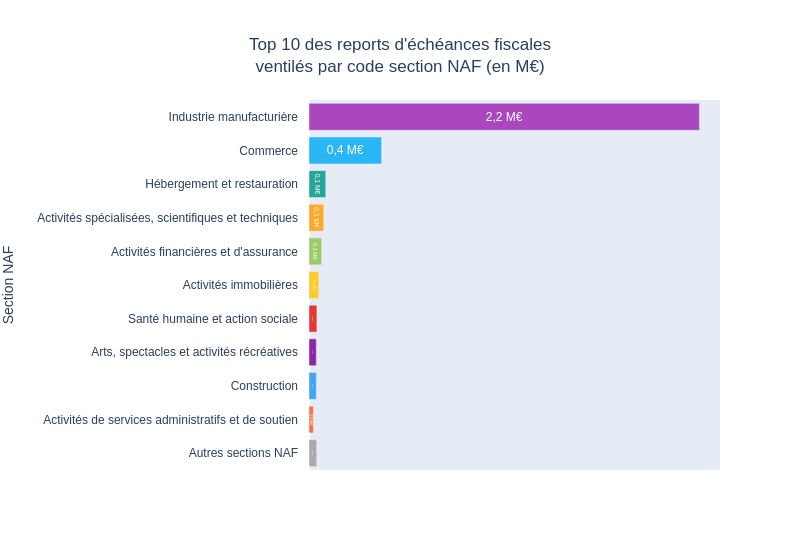 Top 10 des reports d'échéances fiscales
ventilés par code section NAF (en M€)
Section NAF
Industrie manufacturière
2,2 M€
Commerce
0,4 M€
Hébergement et restauration
0,1 M€
Activités spécialisées, scientifiques et techniques
0,1 M€
Activités financières et d'assurance
0,1 M€
Activités immobilières
Santé humaine et action sociale
Arts, spectacles et activités récréatives
Construction
Activités de services administratifs et de soutien
Autres sections NAF